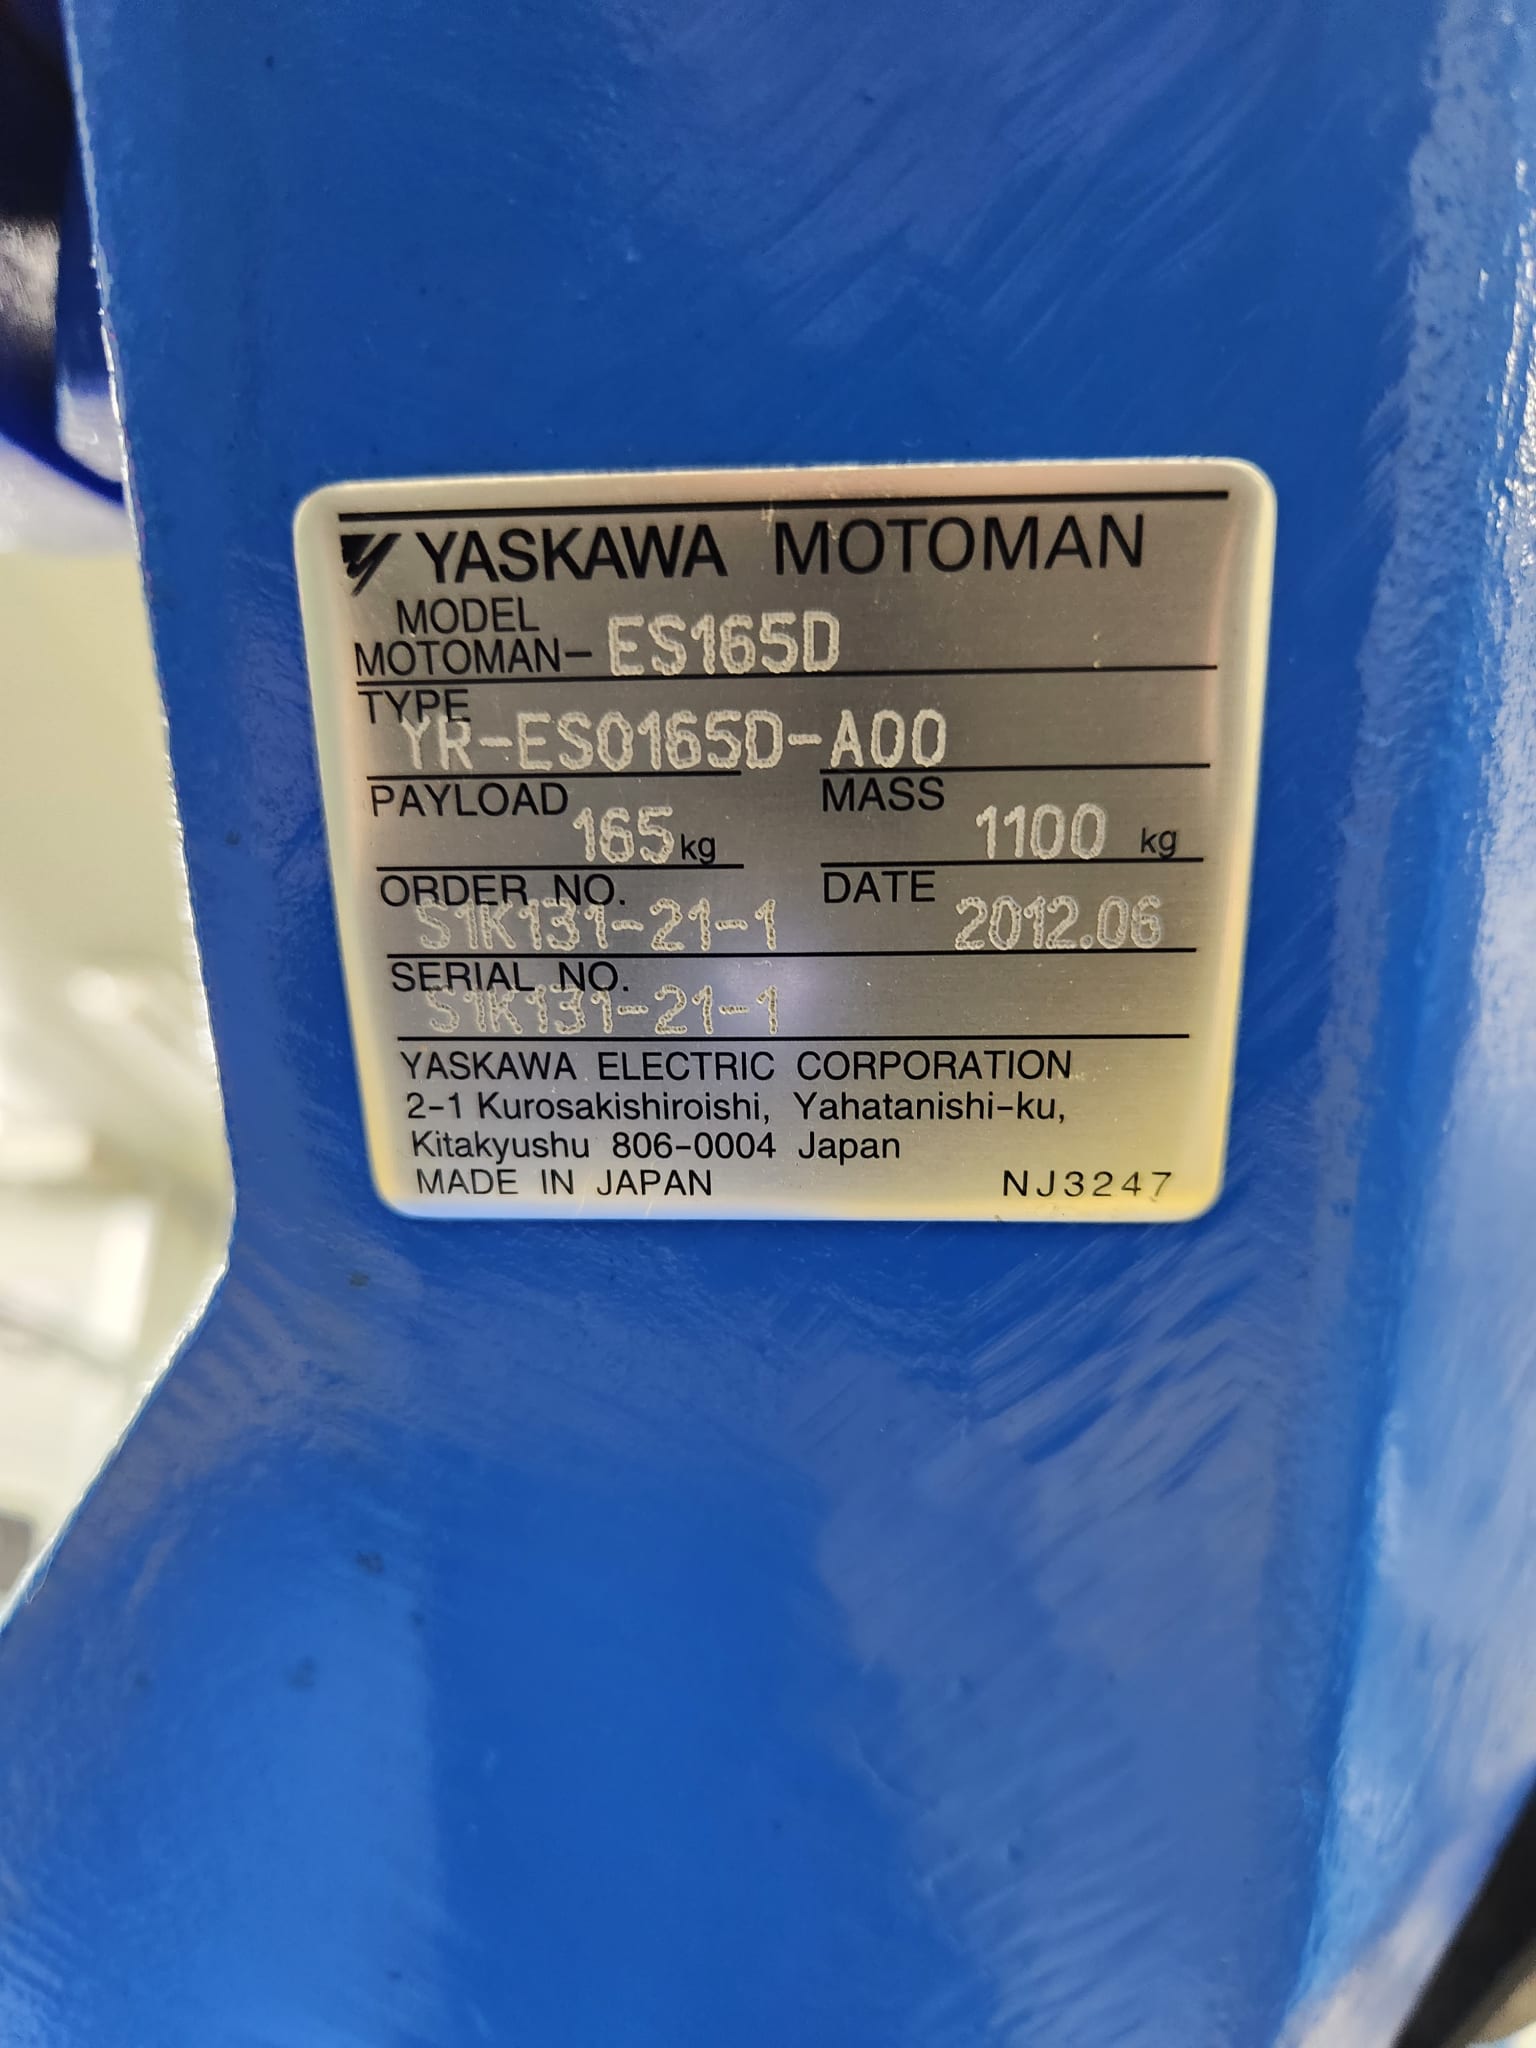 YASKAWA MOTOMAN
MODEL
MOTOMAN- ES165D
TYPE
YR-ES0165D-A00
PAYLOAD 165 kg MASS 1100 kg
ORDER NO. S1K131-21-1 DATE 2012.06
SERIAL NO.
S1K131-21-1
YASKAWA ELECTRIC CORPORATION
2-1 Kurosakishiroishi, Yahatanishi-ku,
Kitakyushu 806-0004 Japan
MADE IN JAPAN NJ3247